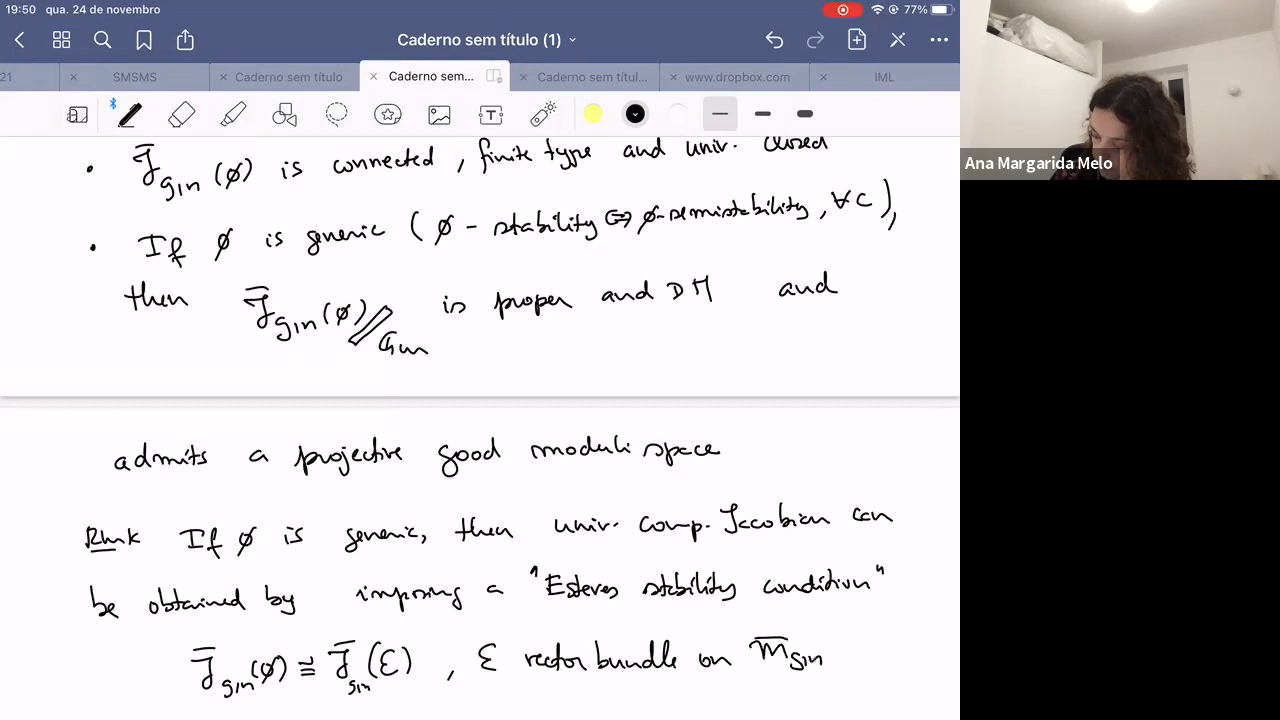 19:50 qua. 24 de novembro
77%
Caderno sem título (1)
21
SMSMS
Caderno sem título
Caderno sem...
Caderno sem títul...
www.dropbox.com
IML
Ana Margarida Melo
• J̄_{g,n}(φ) is connected, finite type and univ. closed
• If φ is generic (φ - stability ⇔ φ-semistability, ∀ C),
then J̄_{g,n}(φ)//Gm is proper and DM and
admits a projective good moduli space
Rmk If φ is generic, then univ. comp. Jacobian can
be obtained by imposing a "Esteves stability condition"
J̄_{g,n}(φ) ≅ J̄_{g,n}(E), E vector bundle on M̄_{g,n}